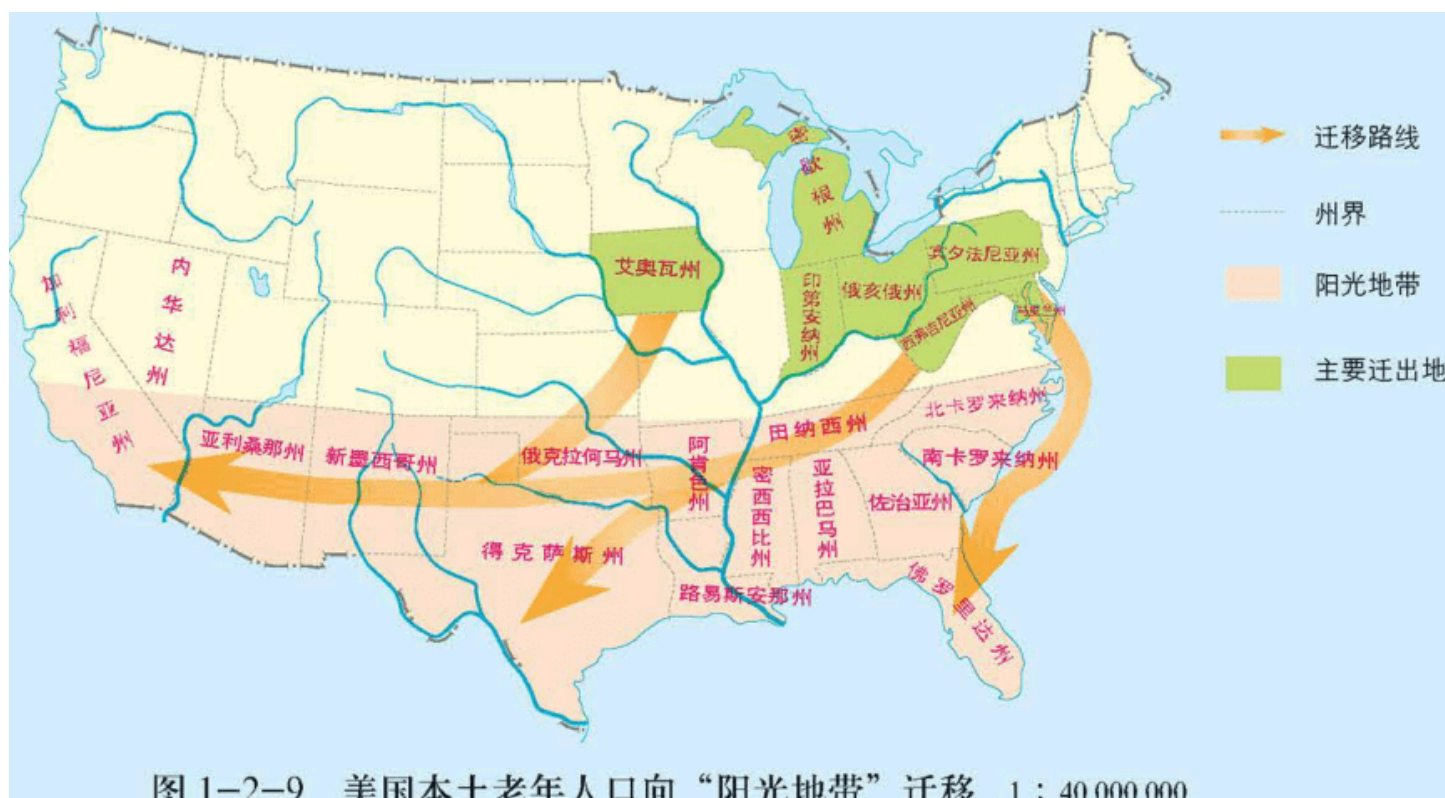 迁移路线
州界
阳光地带
主要迁出地
密歇根州
艾奥瓦州
宾夕法尼亚州
印第安纳州
俄亥俄州
西弗吉尼亚州
马里兰州
加利福尼亚州
内华达州
亚利桑那州
新墨西哥州
俄克拉何马州
阿肯色州
田纳西州
北卡罗来纳州
南卡罗来纳州
密西西比州
亚拉巴马州
佐治亚州
得克萨斯州
路易斯安那州
佛罗里达州
图 1-2-9 美国本土老年人口向“阳光地带”迁移 1:40 000 000